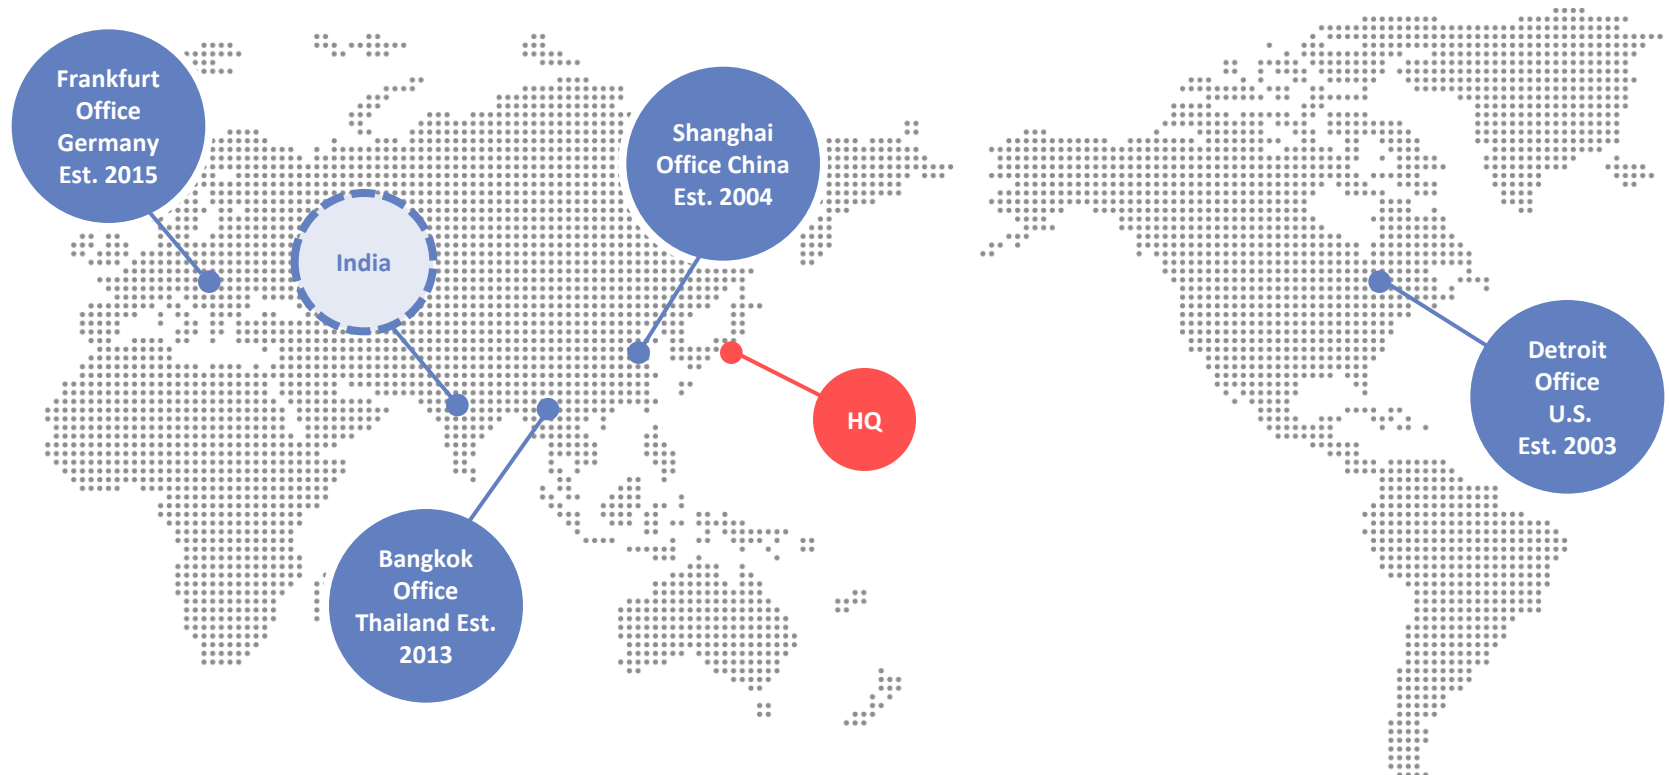 Frankfurt
Office
Germany
Est. 2015
Shanghai
Office China
Est. 2004
India
Detroit
Office
U.S.
Est. 2003
HQ
Bangkok
Office
Thailand Est.
2013